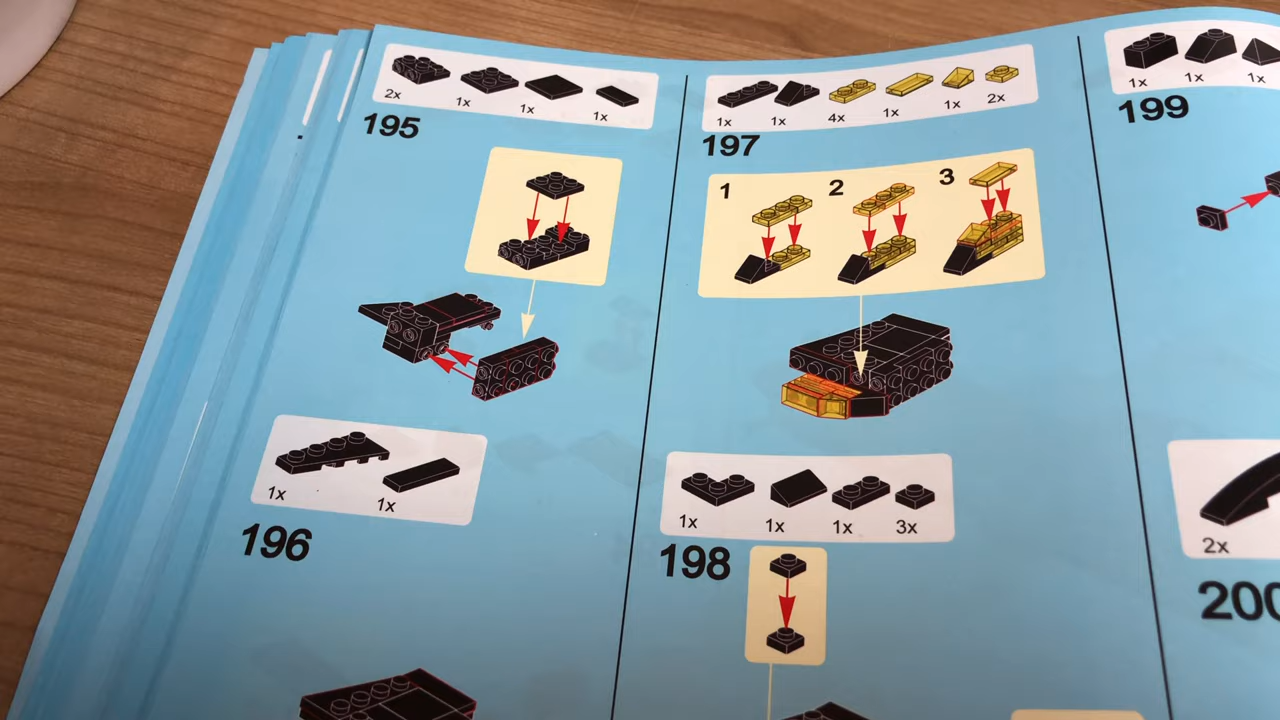 2x 1x 1x 1x
195
1x 1x
196
1x 1x 4x 1x 1x 2x
197
1 2 3
1x 1x 1x 3x
198
1x 1x 1x
199
2x
200